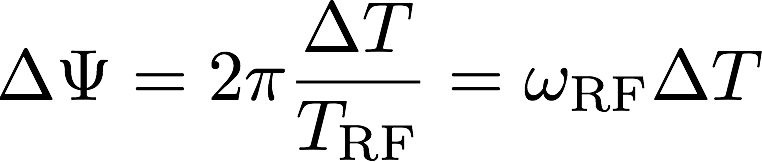 ΔΨ = 2π ΔT/T_RF = ω_RF ΔT